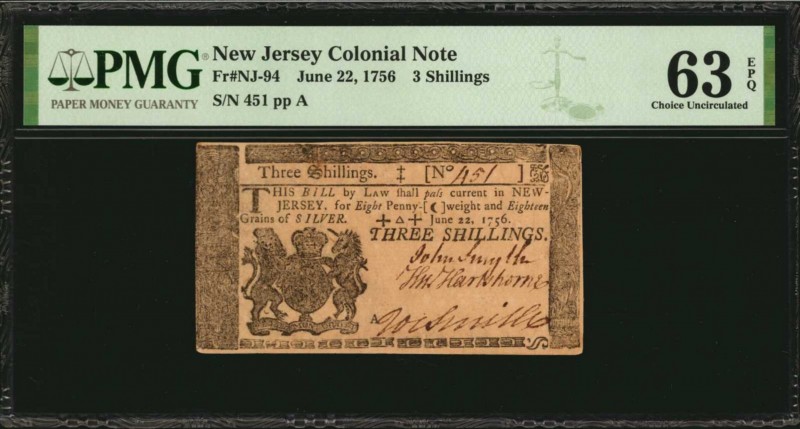 PMG
PAPER MONEY GUARANTY
New Jersey Colonial Note
Fr#NJ-94 June 22, 1756 3 Shillings
S/N 451 pp A
63 EPQ
Choice Uncirculated
Three Shillings. ‡ [No 451 ]
THIS BILL by LAW shall pass current in NEW-
JERSEY, for Eight Penny-[☾]weight and Eighteen
Grains of SILVER. +△+ June 22, 1756.
THREE SHILLINGS.
John Smyth
Hartshorne
A